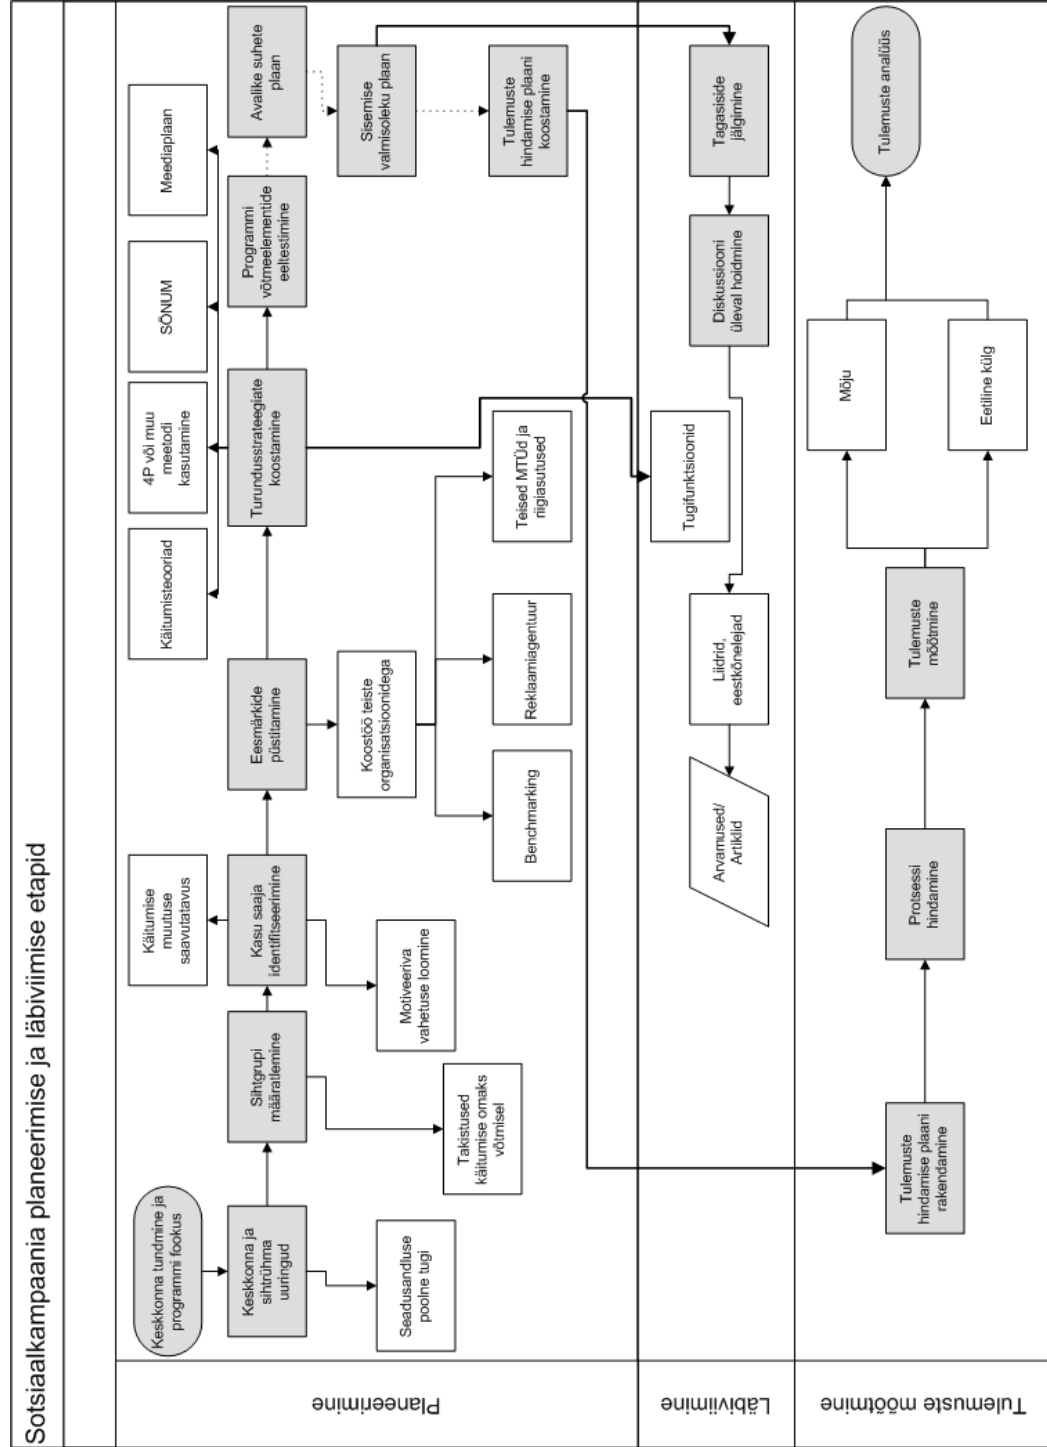 Sotsiaalkampaania planeerimise ja läbiviimise etapid
Planeerimine
Keskkonna tundmine ja
programmi fookus
Käitumise
muutuse
saavutatavus
Käitumisteooriad
4P või muu
meetodi
kasutamine
SÕNUM
Meediaplaan
Keskkonna ja
sihtrühma
uuringud
Sihtgrupi
määratlemine
Kasu saaja
identifitseerimine
Eesmärkide
püstitamine
Turundusstrateegiate
koostamine
Programmi
võtmeelementide
eeltestimine
Avalike suhete
plaan
Seadusandluse
poolne tugi
Takistused
käitumise omaks
võtmisel
Motiveeriva
vahetuse loomine
Koostöö teiste
organisatsioonidega
Sisemise
valmisoleku plaan
Benchmarking
Reklaamiagentuur
Teised MTÜd ja
riigiasutused
Tulemuste
hindamise plaani
koostamine
Läbiviimine
Arvamused/
Artiklid
Liidrid,
eestkõnelejad
Tugifunktsioonid
Diskussiooni
üleval hoidmine
Tagasiside
jälgimine
Tulemuste mõõtmine
Tulemuste
hindamise plaani
rakendamine
Protsessi
hindamine
Tulemuste
mõõtmine
Mõju
Eetiline külg
Tulemuste analüüs